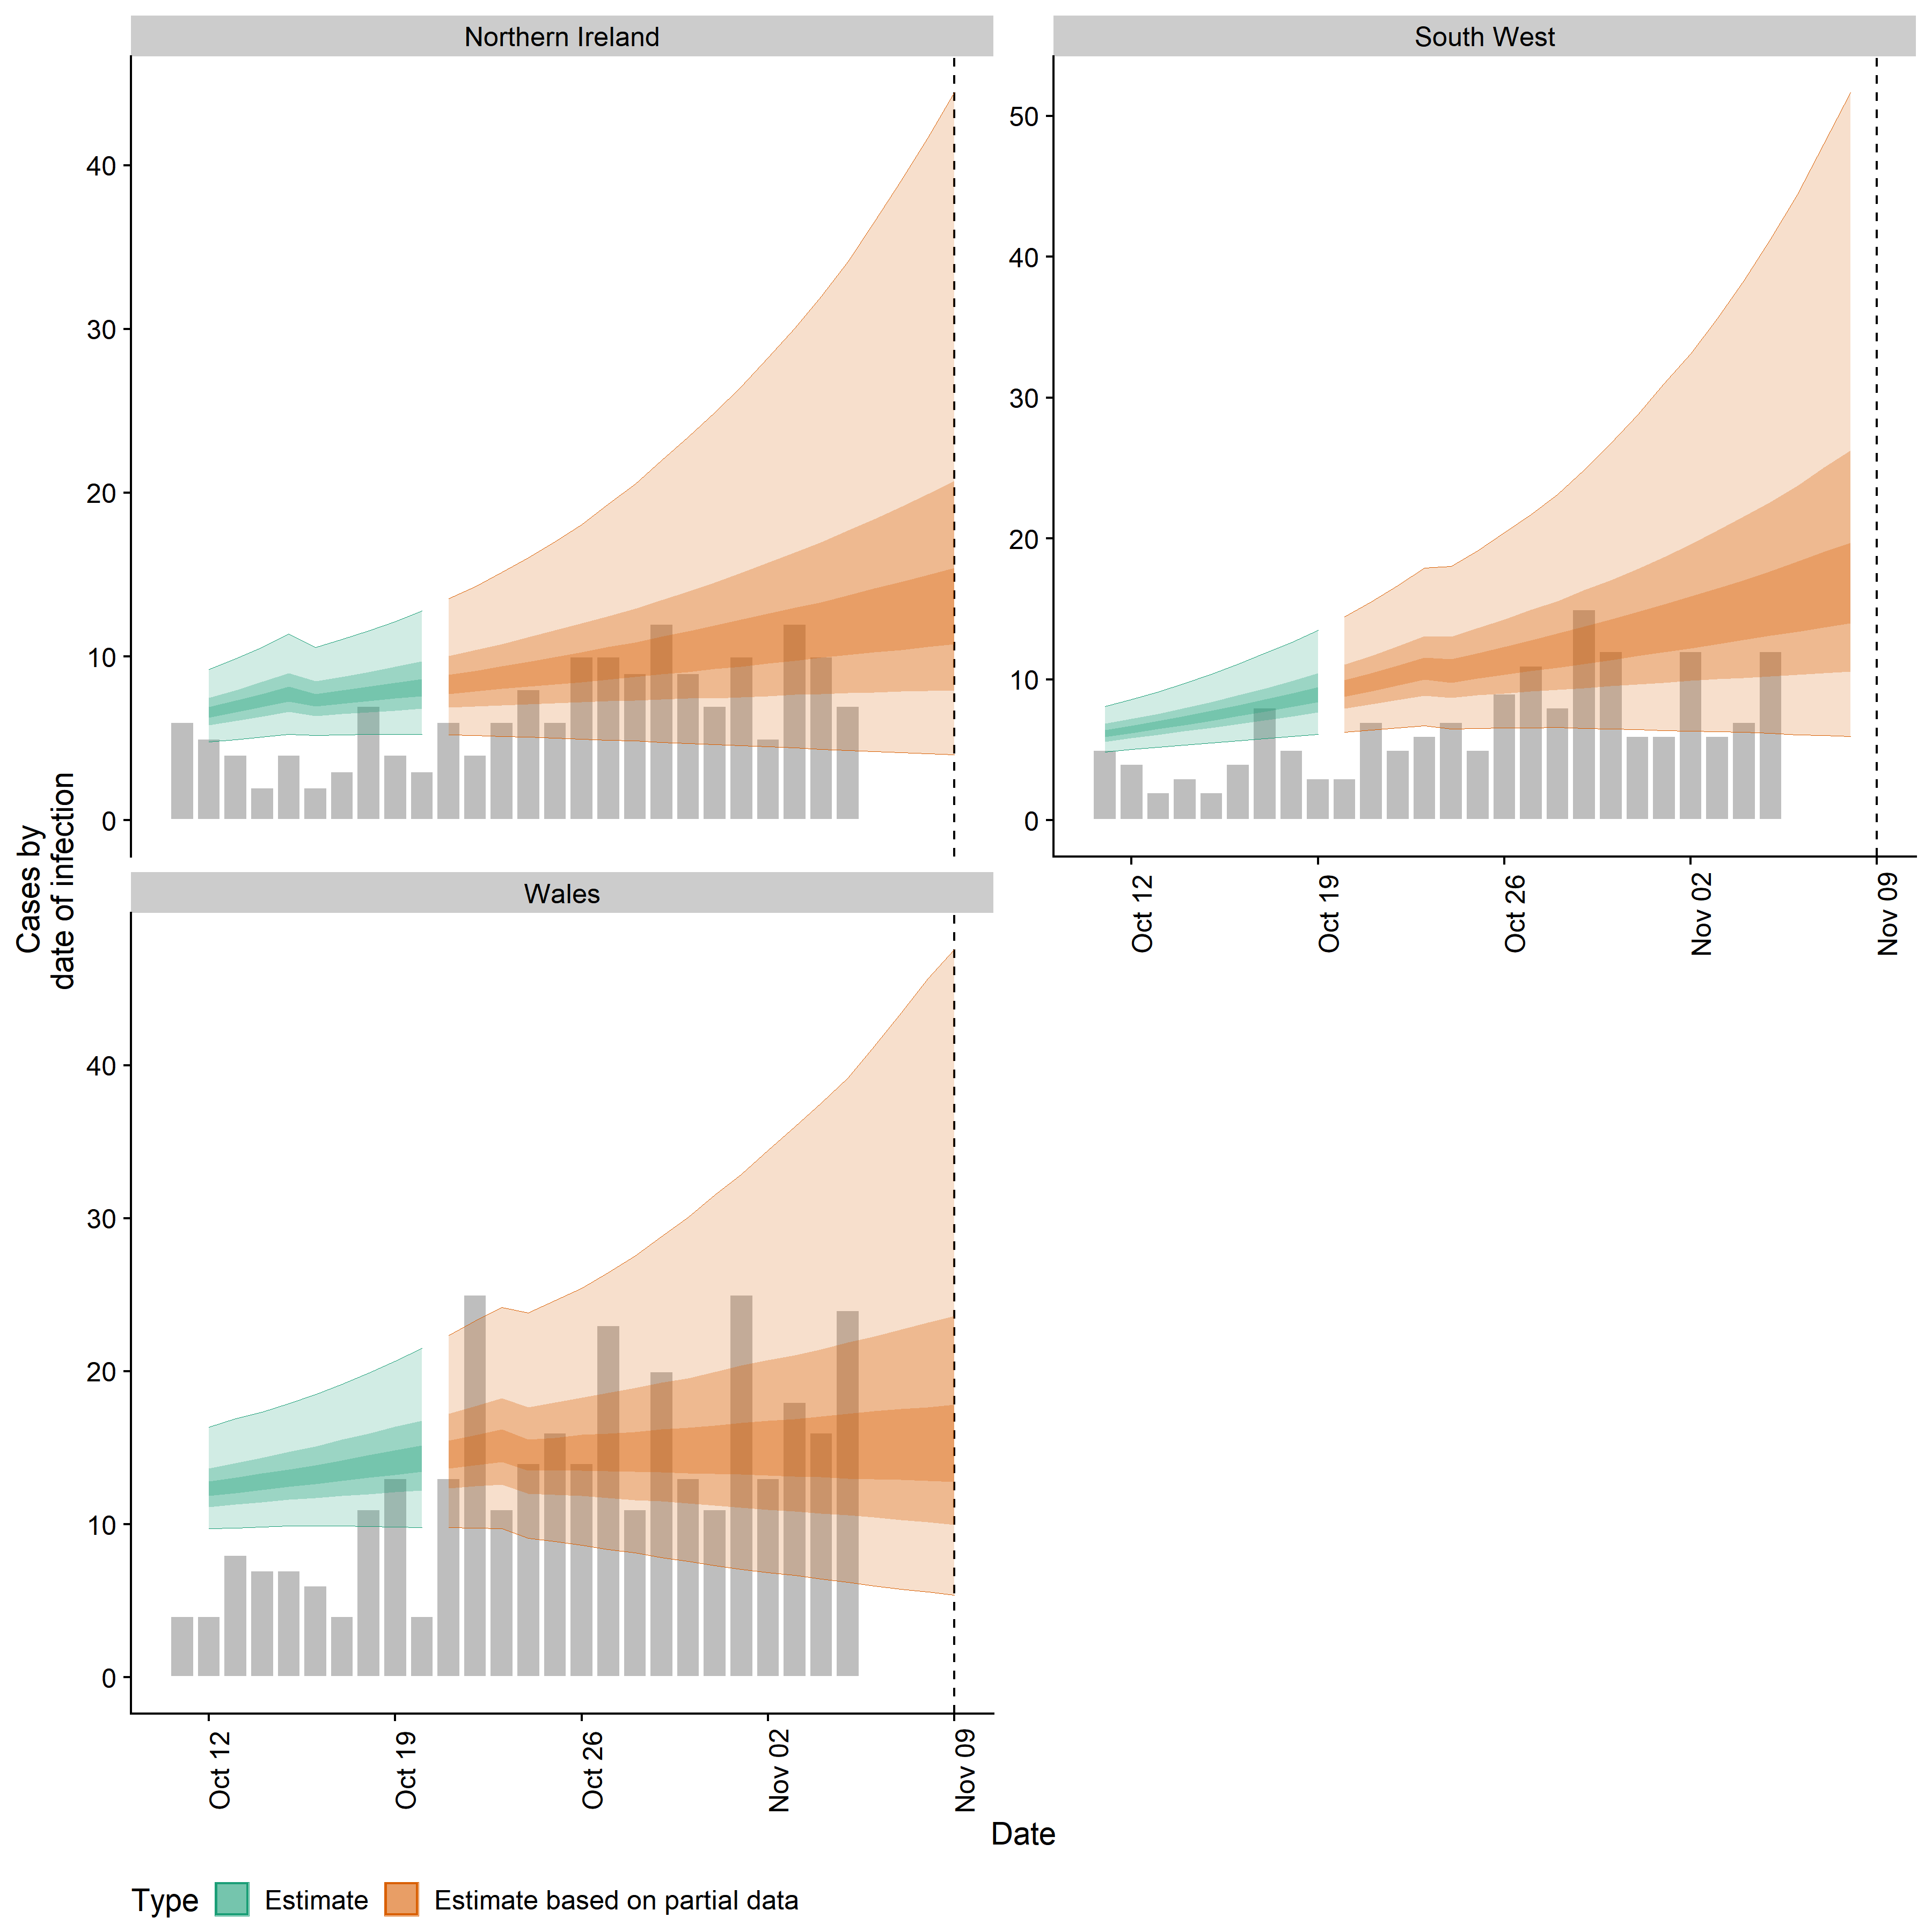 Northern Ireland
South West
40
30
20
10
0
50
40
30
20
10
0
Oct 12
Oct 19
Oct 26
Nov 02
Nov 09
Cases by
date of infection
Wales
40
30
20
10
0
Oct 12
Oct 19
Oct 26
Nov 02
Nov 09
Date
Type Estimate Estimate based on partial data